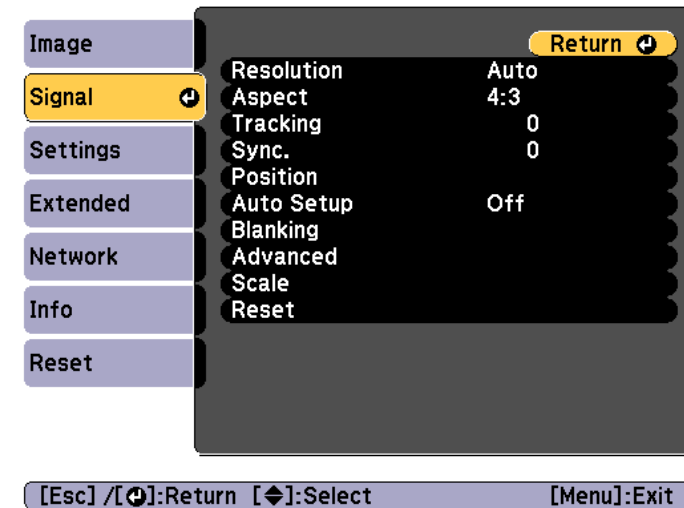 Image
Signal
Settings
Extended
Network
Info
Reset
Return
Resolution Auto
Aspect 4:3
Tracking 0
Sync. 0
Position
Auto Setup Off
Blanking
Advanced
Scale
Reset
[Esc] /[⏎]:Return [◆]:Select [Menu]:Exit